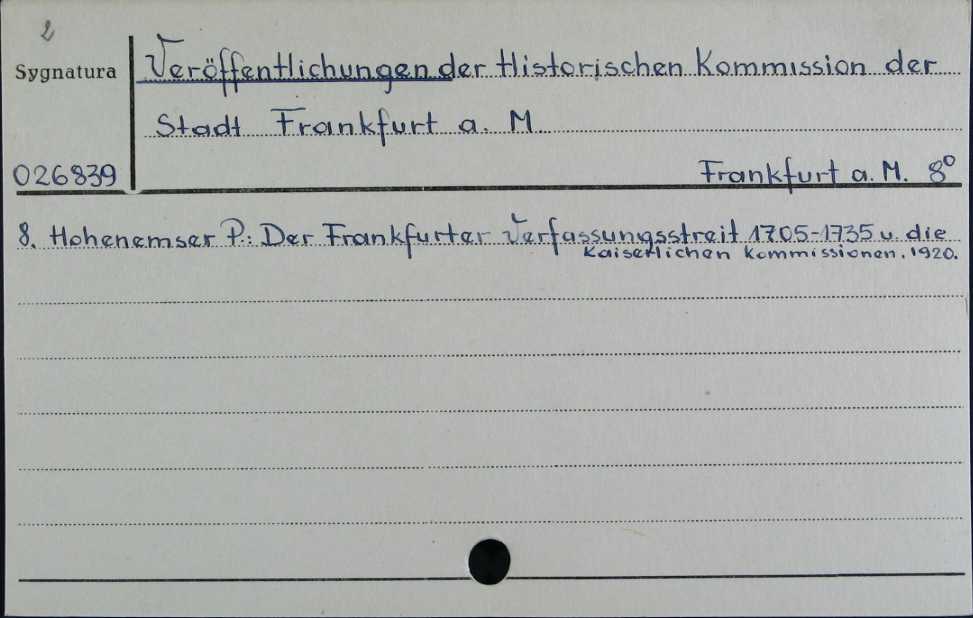 2
Sygnatura
Veröffentlichungen der Historischen Kommission der
Stadt Frankfurt a. M.
026839
Frankfurt a. M. 8°
8. Hohenemser P.: Der Frankfurter Verfassungsstreit 1705-1735 u. die
Kaiserlichen Kommissionen. 1920.